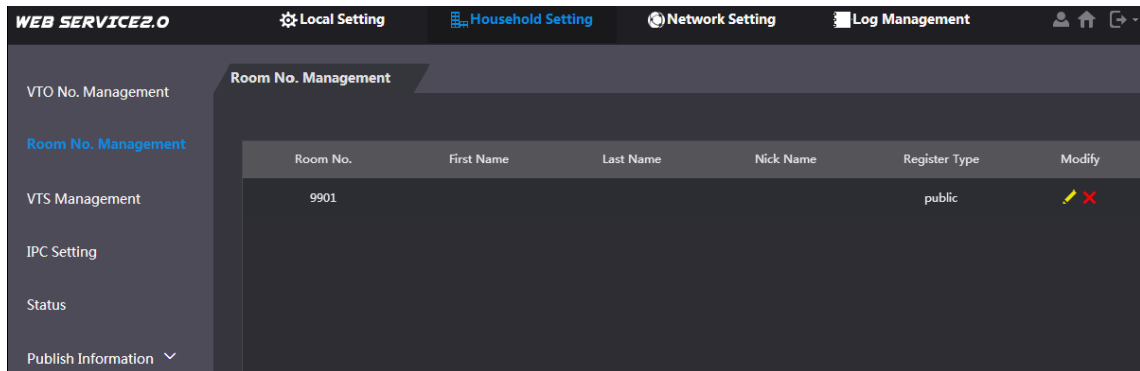 WEB SERVICE2.0
Local Setting Household Setting Network Setting Log Management
Room No. Management
VTO No. Management
Room No. Management
VTS Management
IPC Setting
Status
Publish Information
Room No. First Name Last Name Nick Name Register Type Modify
9901 public